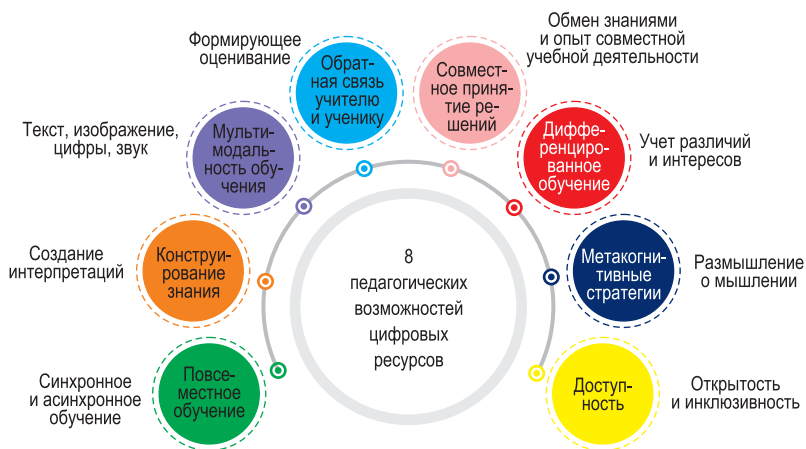 Формирующее
оценивание
Обрат-
ная связь
учителю
и ученику
Совмест-
ное приня-
тие ре-
шений
Обмен знаниями
и опыт совместной
учебной деятельности
Текст, изображение,
цифры, звук
Мульти-
модаль-
ность обу-
чения
Диффе-
ренциро-
ванное
обучение
Учет различий
и интересов
Создание
интерпретаций
Конструи-
рование
знания
8
педагогических
возможностей
цифровых
ресурсов
Метакогни-
тивные
стратегии
Размышление
о мышлении
Синхронное
и асинхронное
обучение
Повсе-
местное
обучение
Доступ-
ность
Открытость
и инклюзивность